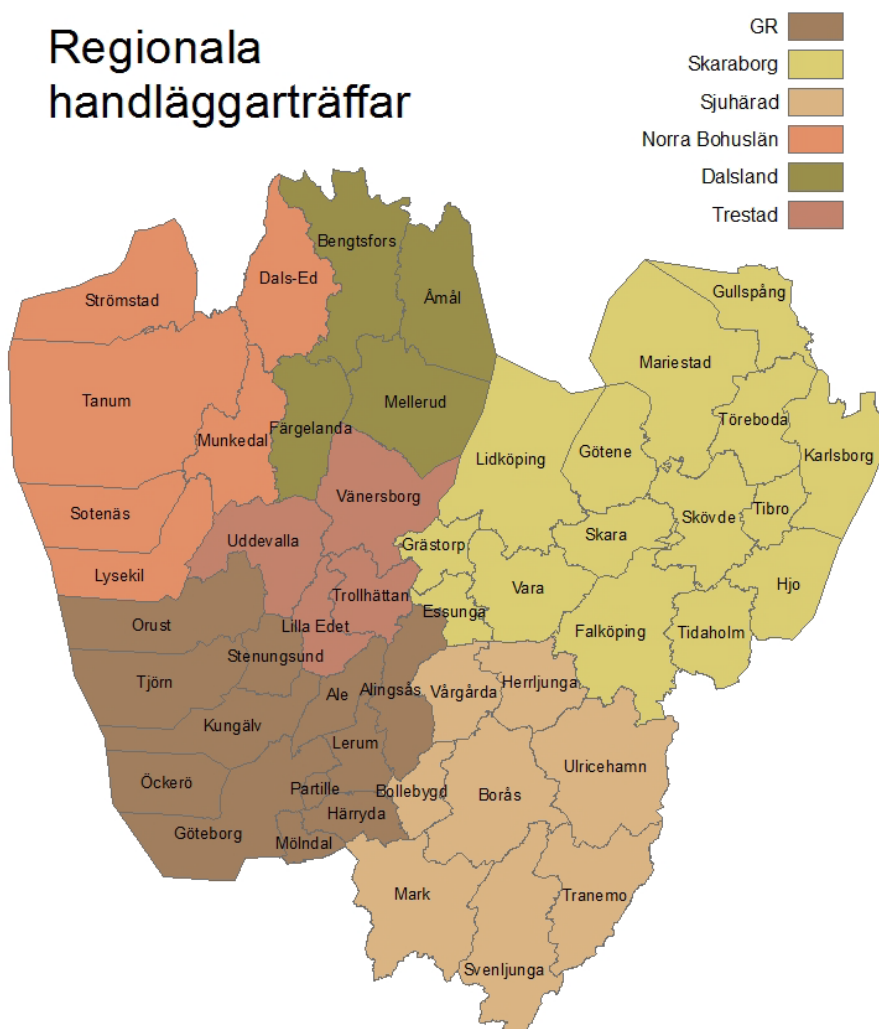 Regionala
handläggarträffar
GR
Skaraborg
Sjuhärad
Norra Bohuslän
Dalsland
Trestad
Bengtsfors
Dals-Ed
Åmål
Strömstad
Gullspång
Mariestad
Tanum
Mellerud
Färgelanda
Munkedal
Töreboda
Karlsborg
Lidköping
Götene
Vänersborg
Sotenäs
Skövde
Tibro
Uddevalla
Grästorp
Skara
Lysekil
Trollhättan
Vara
Hjo
Essunga
Orust
Lilla Edet
Falköping
Tidaholm
Stenungsund
Tjörn
Ale
Alingsås
Vårgårda
Herrljunga
Kungälv
Lerum
Ulricehamn
Öckerö
Partille
Bollebygd
Borås
Härryda
Göteborg
Mölndal
Mark
Tranemo
Svenljunga